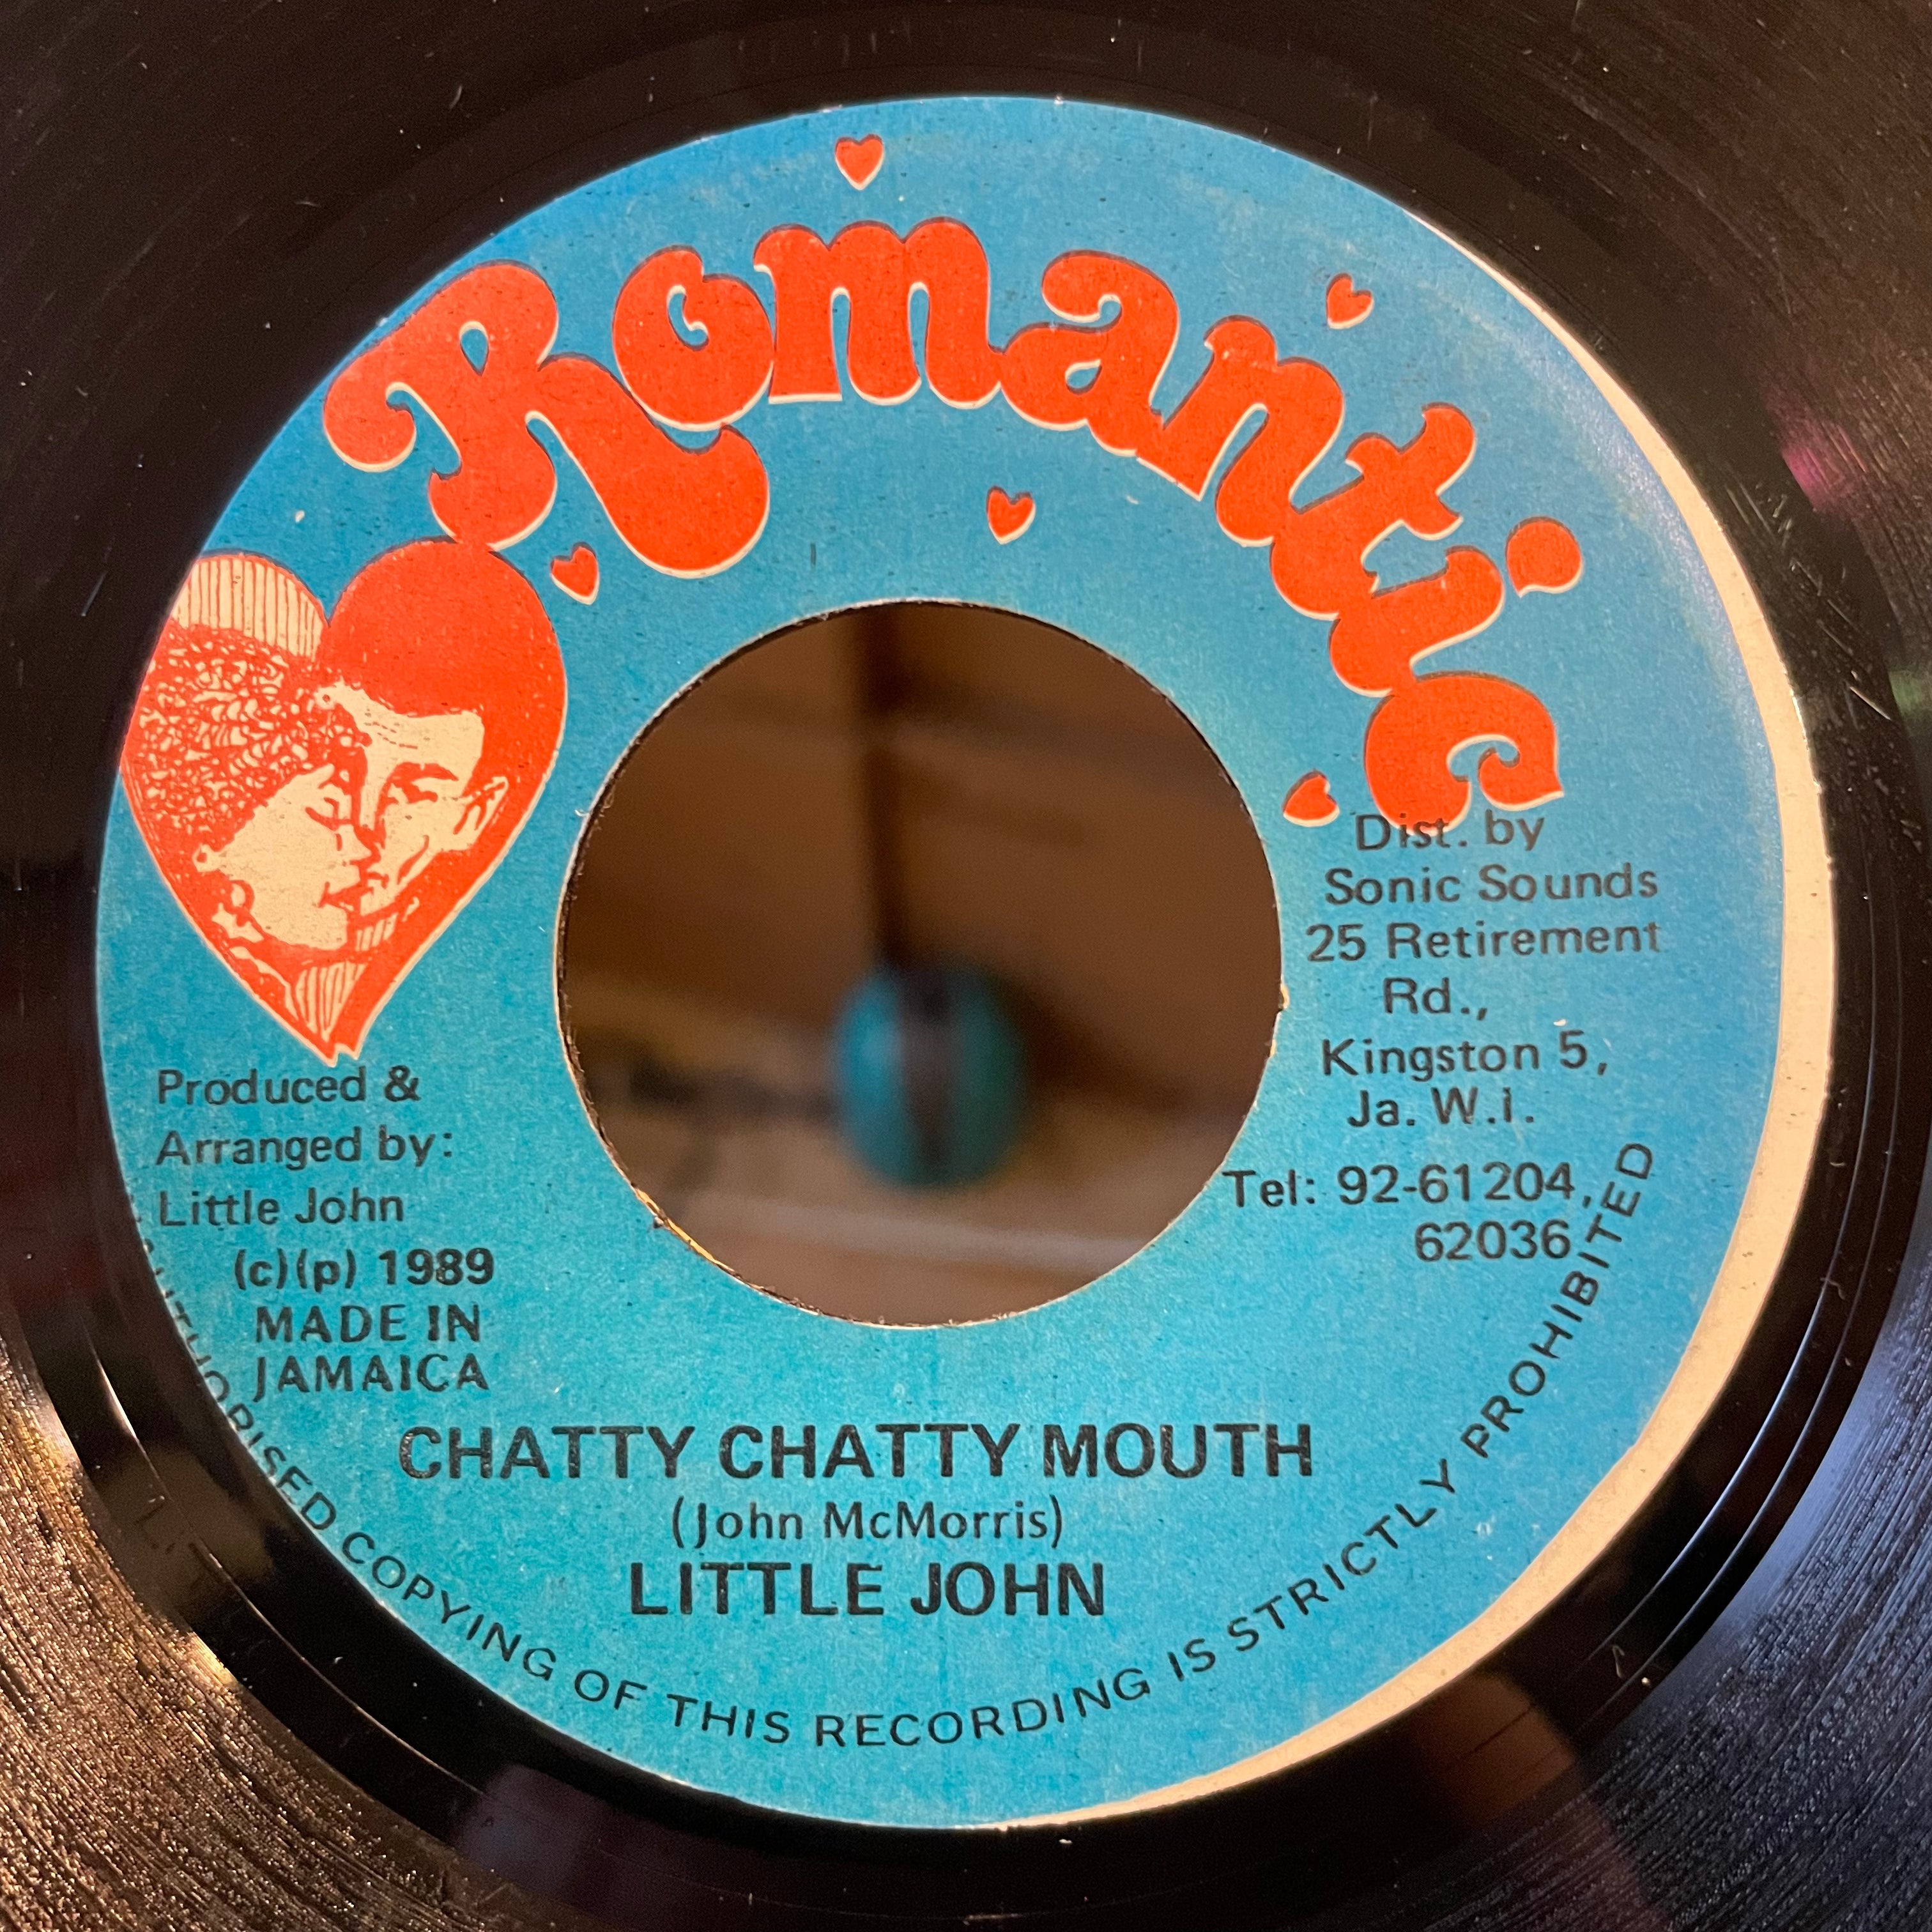 Romantic
Dist. by
Sonic Sounds
25 Retirement
Rd.,
Kingston 5,
Ja. W.i.
Tel: 92-61204,
62036
Produced &
Arranged by:
Little John
(c)(p) 1989
MADE IN
JAMAICA
CHATTY CHATTY MOUTH
(John McMorris)
LITTLE JOHN
COPYING OF THIS RECORDING IS STRICTLY PROHIBITED